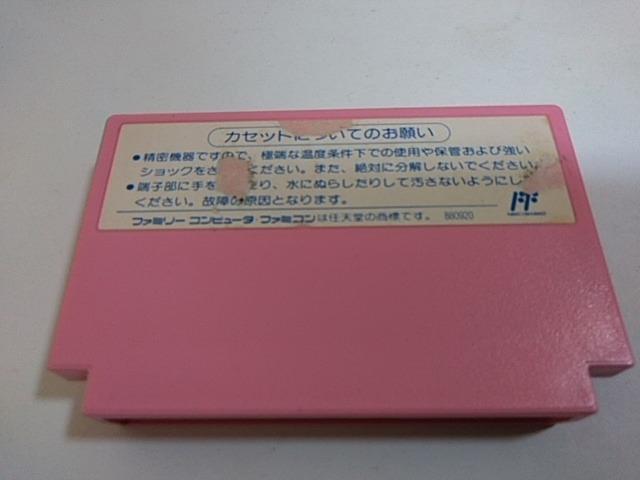 カセットについてのお願い
●精密機器ですので、極端な温度条件下での使用や保管および強い
ショックをさ ください。また、絶対に分解しないでください。
●端子部に手を り、水にぬらしたりして汚さないようにし
ください。故障の原因となります。
ファミリーコンピュータ・ファミコンは任天堂の商標です。 880920